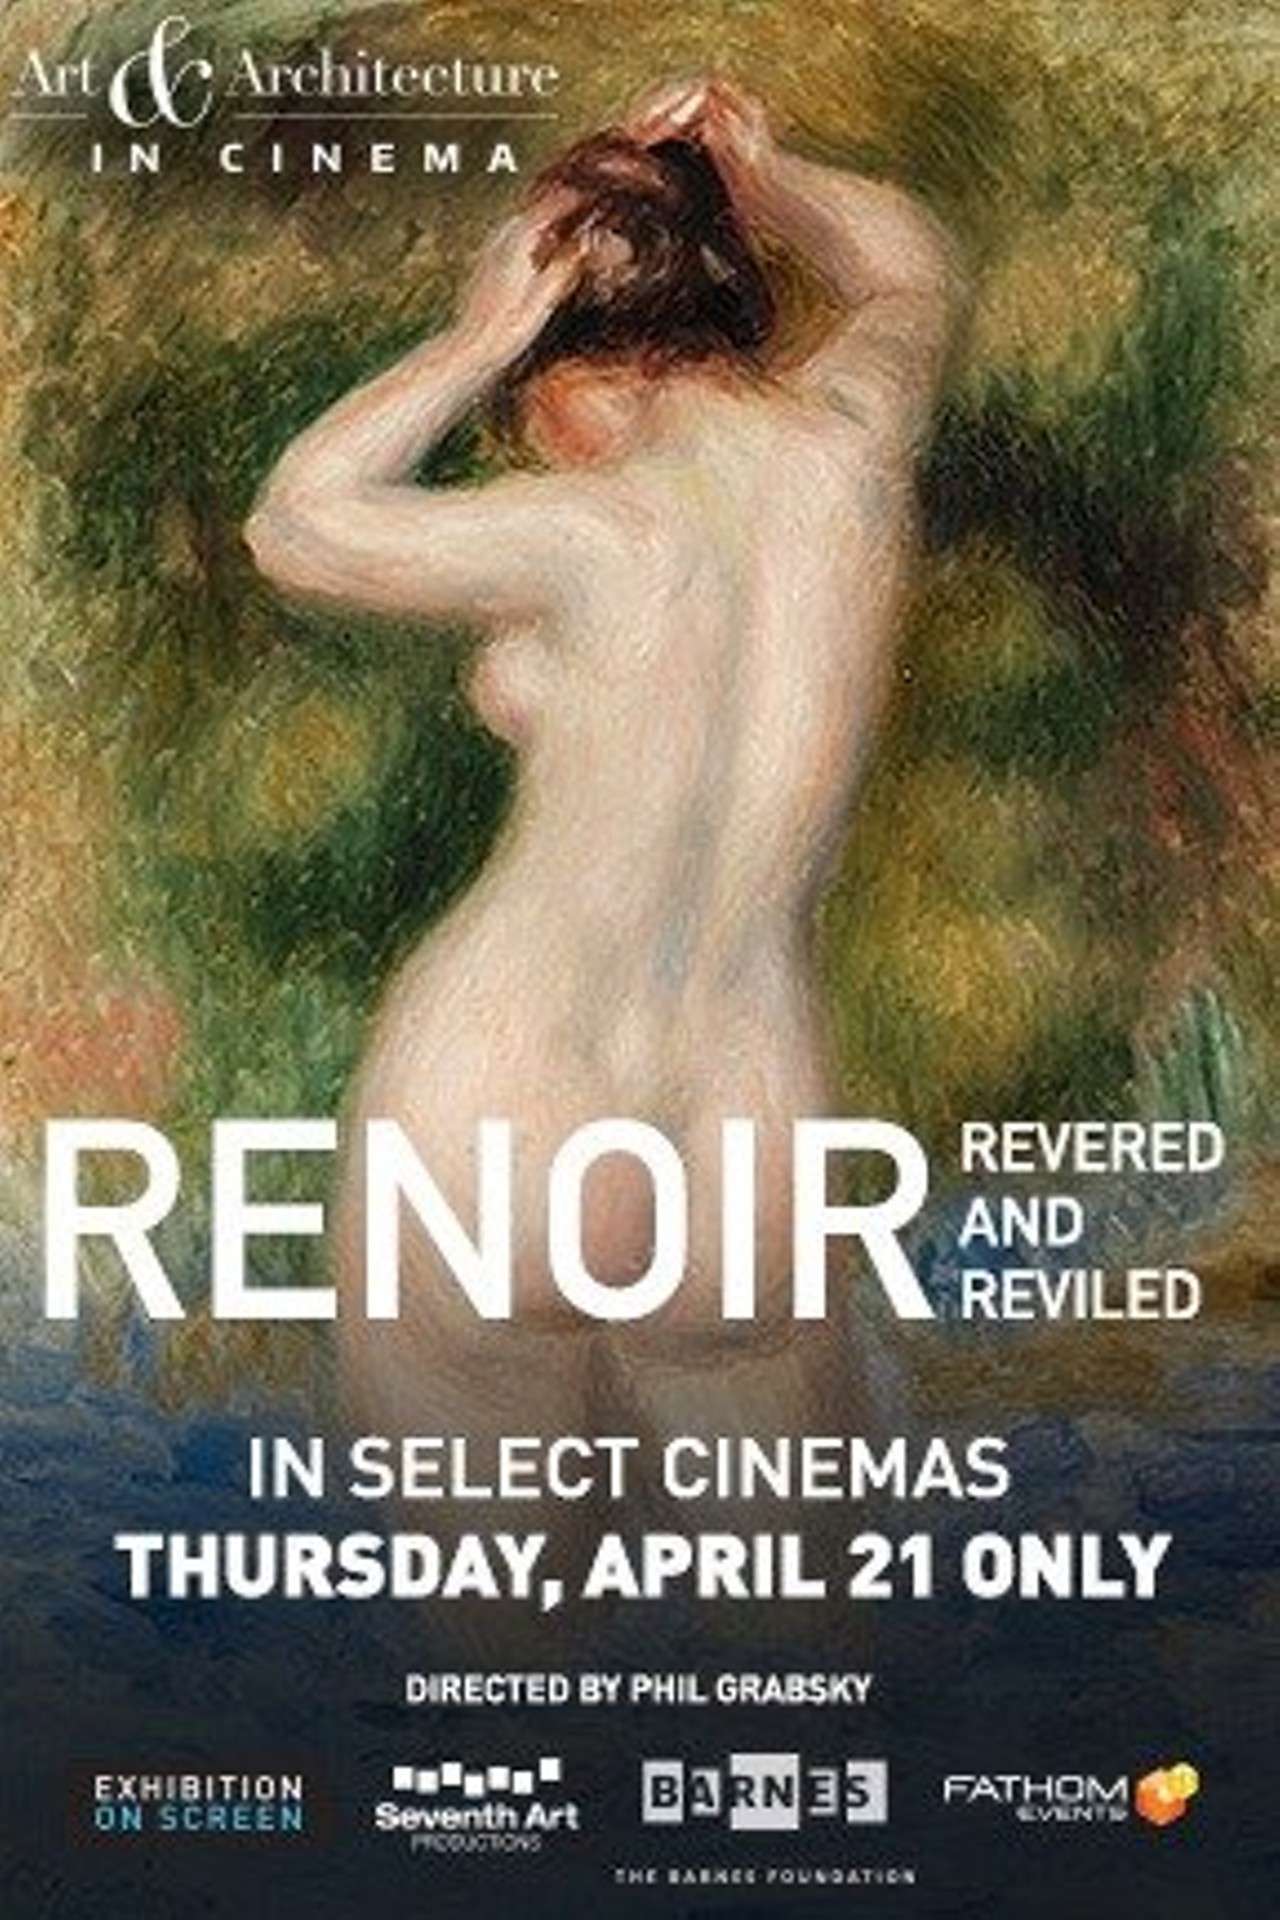 Art & Architecture
IN CINEMA
RENOIR
REVERED
AND
REVILED
IN SELECT CINEMAS
THURSDAY, APRIL 21 ONLY
DIRECTED BY PHIL GRABSKY
EXHIBITION
ON SCREEN
Seventh Art
PRODUCTIONS
BARNES
THE BARNES FOUNDATION
FATHOM
EVENTS